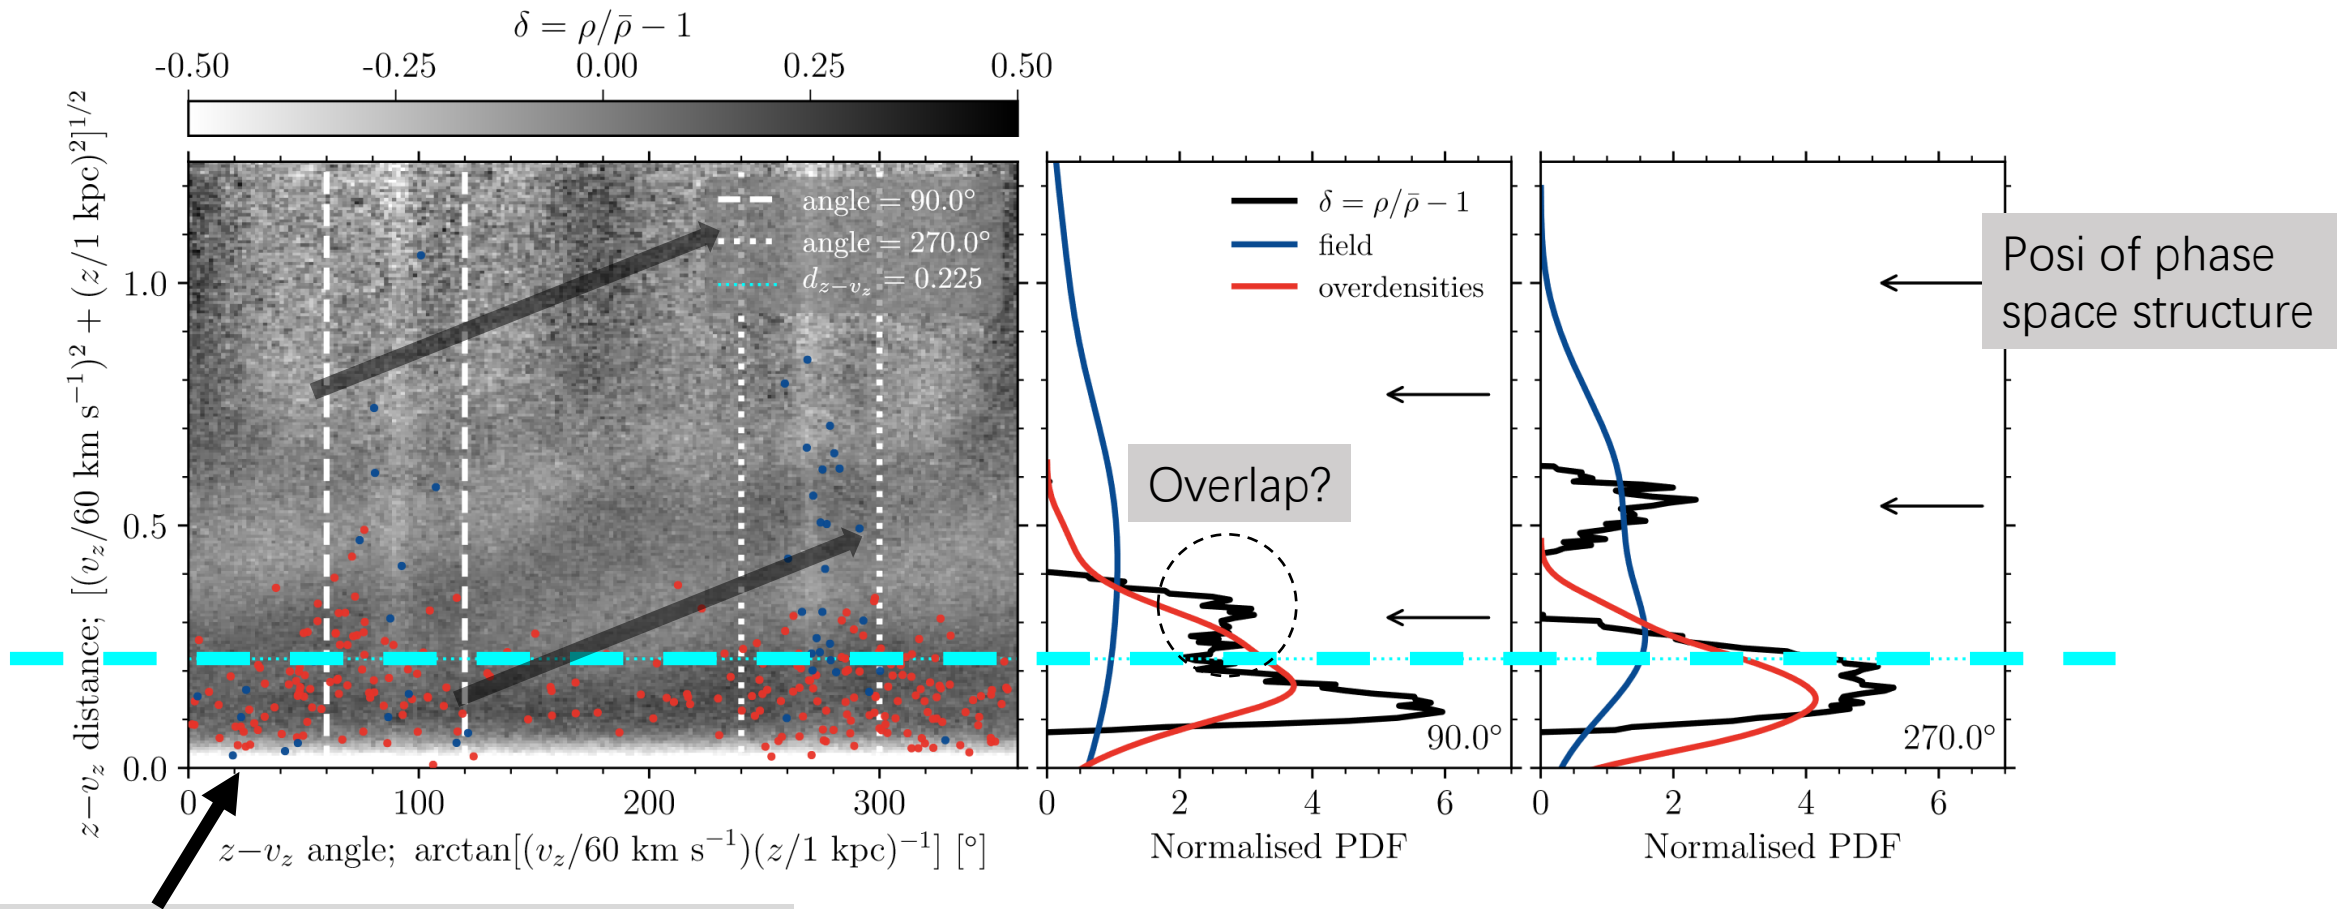 δ = ρ/ρ̄ − 1
-0.50 -0.25 0.00 0.25 0.50
z−v_z distance; [(v_z/60 km s⁻¹)² + (z/1 kpc)²]^{1/2}
1.0
0.5
0.0
angle = 90.0°
angle = 270.0°
d_{z−v_z} = 0.225
0 100 200 300
z−v_z angle; arctan[(v_z/60 km s⁻¹)(z/1 kpc)⁻¹] [°]
δ = ρ/ρ̄ − 1
field
overdensities
Overlap?
90.0°
0 2 4 6
Normalised PDF
Posi of phase
space structure
270.0°
0 2 4 6
Normalised PDF